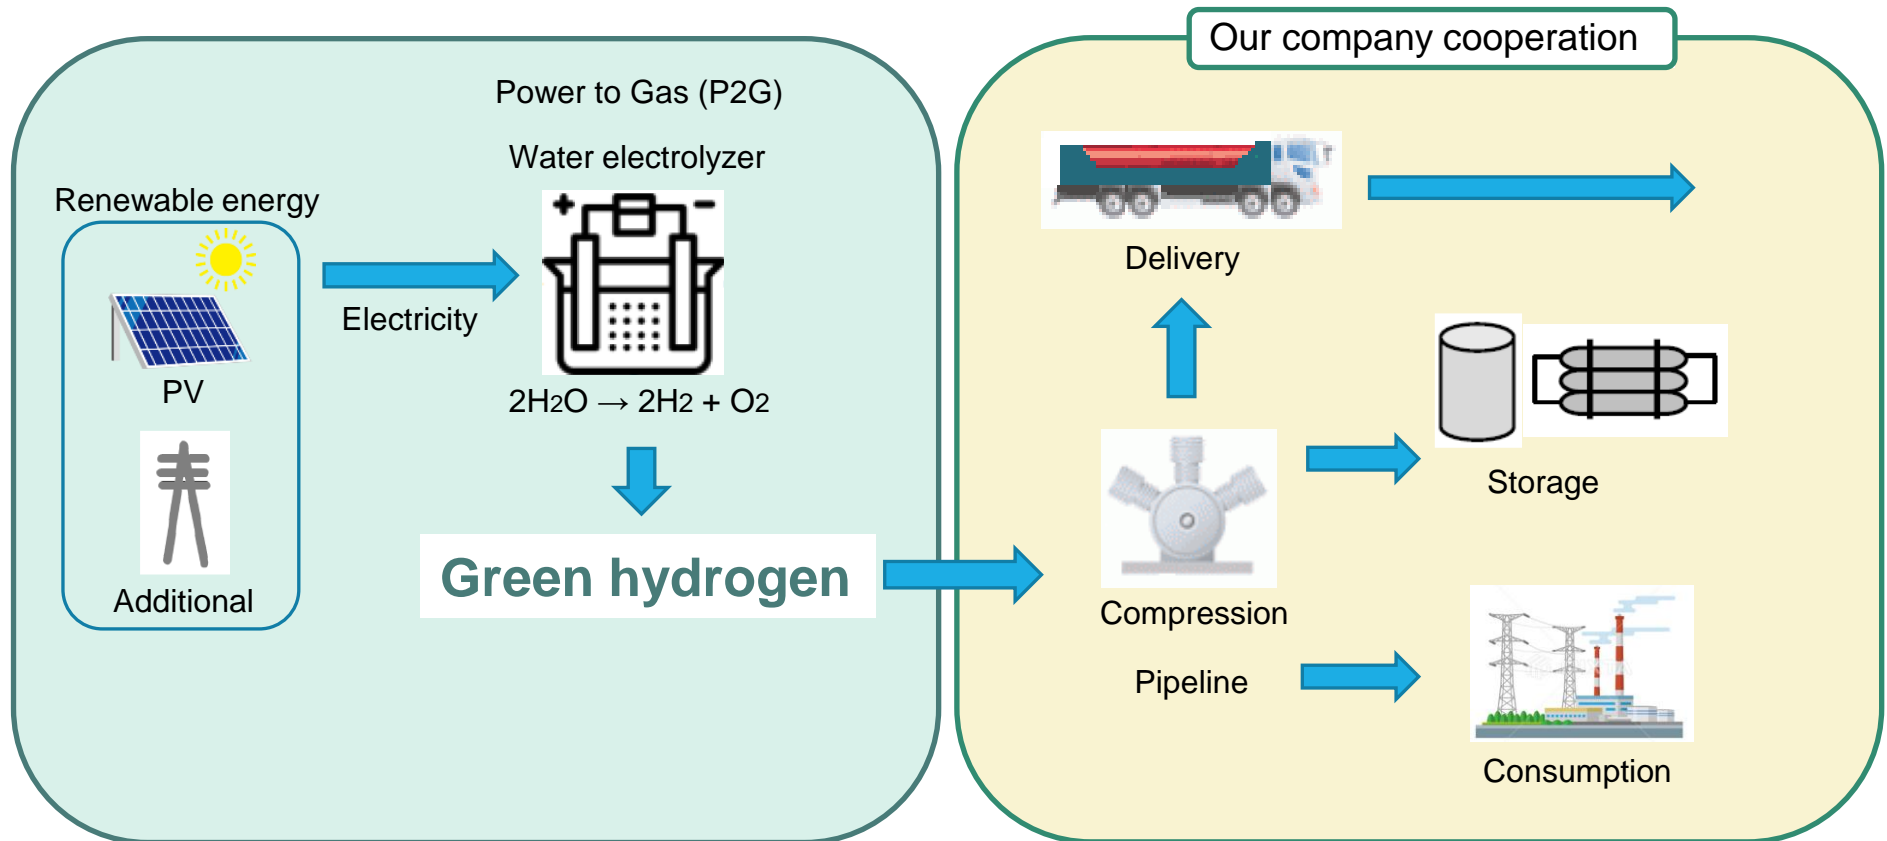 Power to Gas (P2G)
Water electrolyzer
Renewable energy
Electricity
PV
2H2O → 2H2 + O2
Additional
Green hydrogen
Our company cooperation
Delivery
Storage
Compression
Pipeline
Consumption